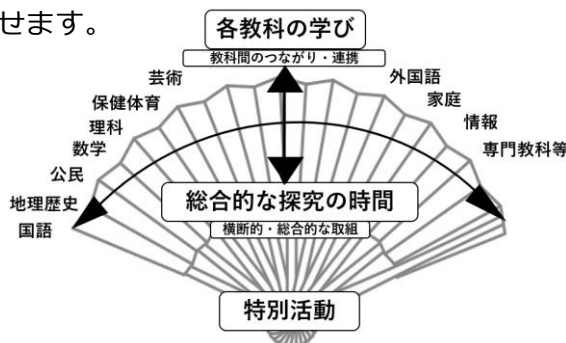 せます。
各教科の学び
教科間のつながり・連携
芸術
保健体育
理科
数学
公民
地理歴史
国語
外国語
家庭
情報
専門教科等
総合的な探究の時間
横断的・総合的な取組
特別活動